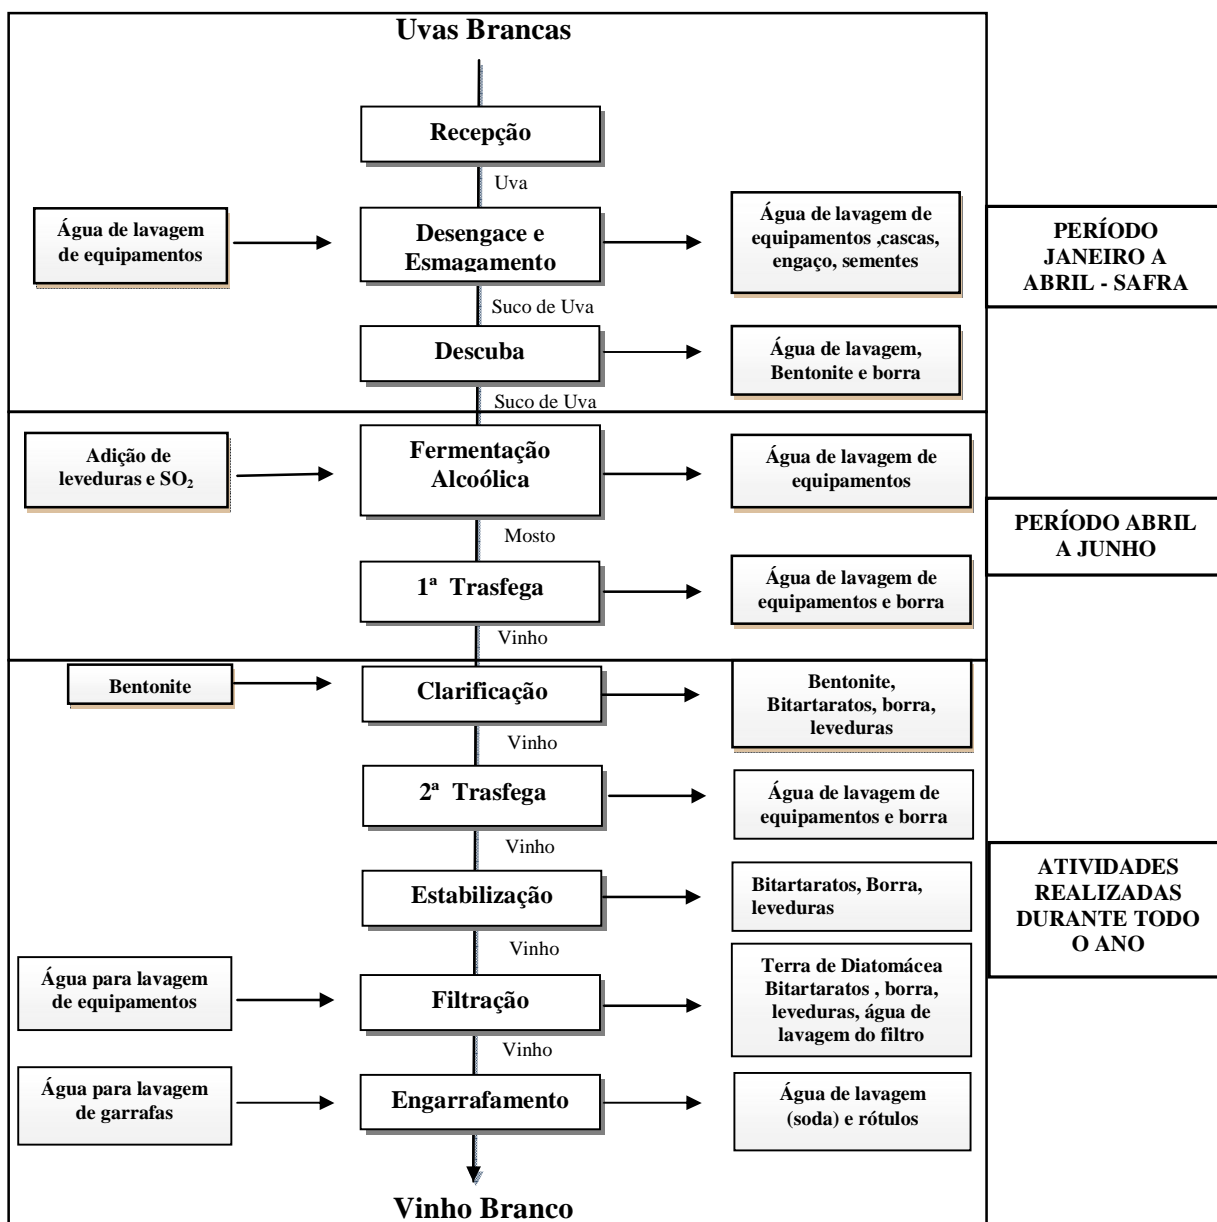 Uvas Brancas
Recepção
Uva
Água de lavagem
de equipamentos
Desengace e
Esmagamento
Água de lavagem de
equipamentos ,cascas,
engaço, sementes
PERÍODO
JANEIRO A
ABRIL - SAFRA
Suco de Uva
Descuba
Água de lavagem,
Bentonite e borra
Suco de Uva
Adição de
leveduras e SO₂
Fermentação
Alcoólica
Água de lavagem de
equipamentos
PERÍODO ABRIL
A JUNHO
Mosto
1ª Trasfega
Água de lavagem de
equipamentos e borra
Vinho
Bentonite
Clarificação
Bentonite,
Bitartaratos, borra,
leveduras
Vinho
2ª Trasfega
Água de lavagem de
equipamentos e borra
Vinho
Estabilização
Bitartaratos, Borra,
leveduras
ATIVIDADES
REALIZADAS
DURANTE TODO
O ANO
Vinho
Água para lavagem
de equipamentos
Filtração
Terra de Diatomácea
Bitartaratos , borra,
leveduras, água de
lavagem do filtro
Vinho
Água para lavagem
de garrafas
Engarrafamento
Água de lavagem
(soda) e rótulos
Vinho Branco